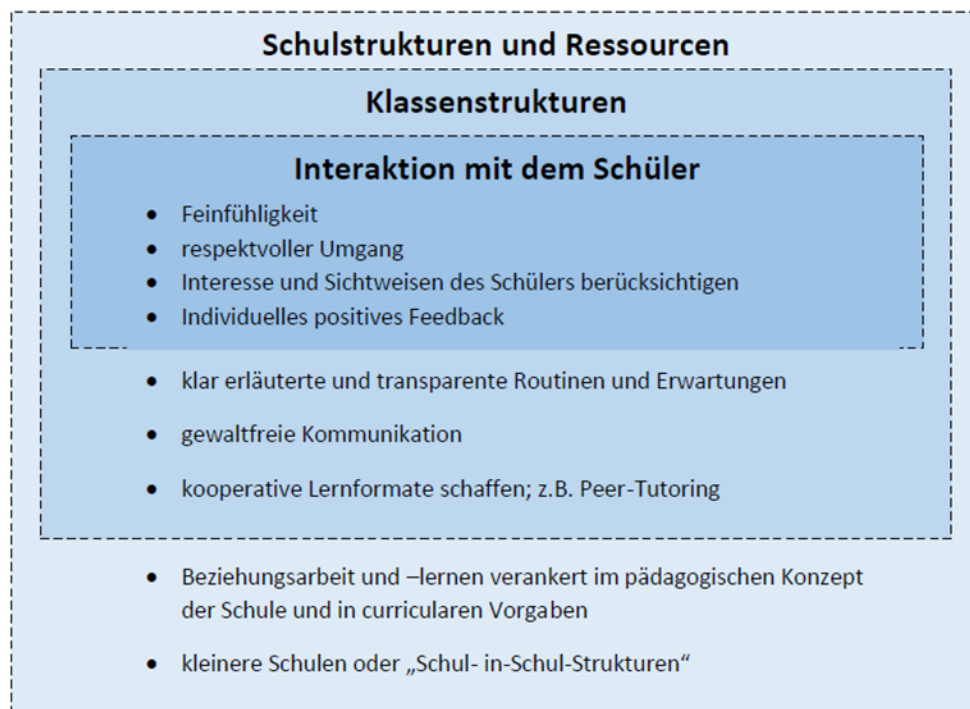 Schulstrukturen und Ressourcen
Klassenstrukturen
Interaktion mit dem Schüler
• Feinfühligkeit
• respektvoller Umgang
• Interesse und Sichtweisen des Schülers berücksichtigen
• Individuelles positives Feedback
• klar erläuterte und transparente Routinen und Erwartungen
• gewaltfreie Kommunikation
• kooperative Lernformate schaffen; z.B. Peer-Tutoring
• Beziehungsarbeit und –lernen verankert im pädagogischen Konzept
der Schule und in curricularen Vorgaben
• kleinere Schulen oder „Schul- in-Schul-Strukturen“